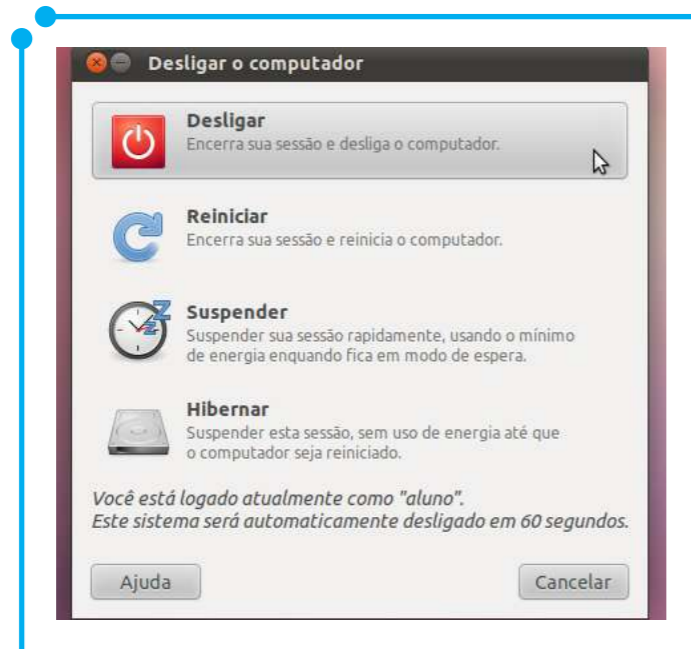 Desligar o computador
Desligar
Encerra sua sessão e desliga o computador.
Reiniciar
Encerra sua sessão e reinicia o computador.
Suspender
Suspender sua sessão rapidamente, usando o mínimo
de energia enquando fica em modo de espera.
Hibernar
Suspender esta sessão, sem uso de energia até que
o computador seja reiniciado.
Você está logado atualmente como "aluno".
Este sistema será automaticamente desligado em 60 segundos.
Ajuda
Cancelar